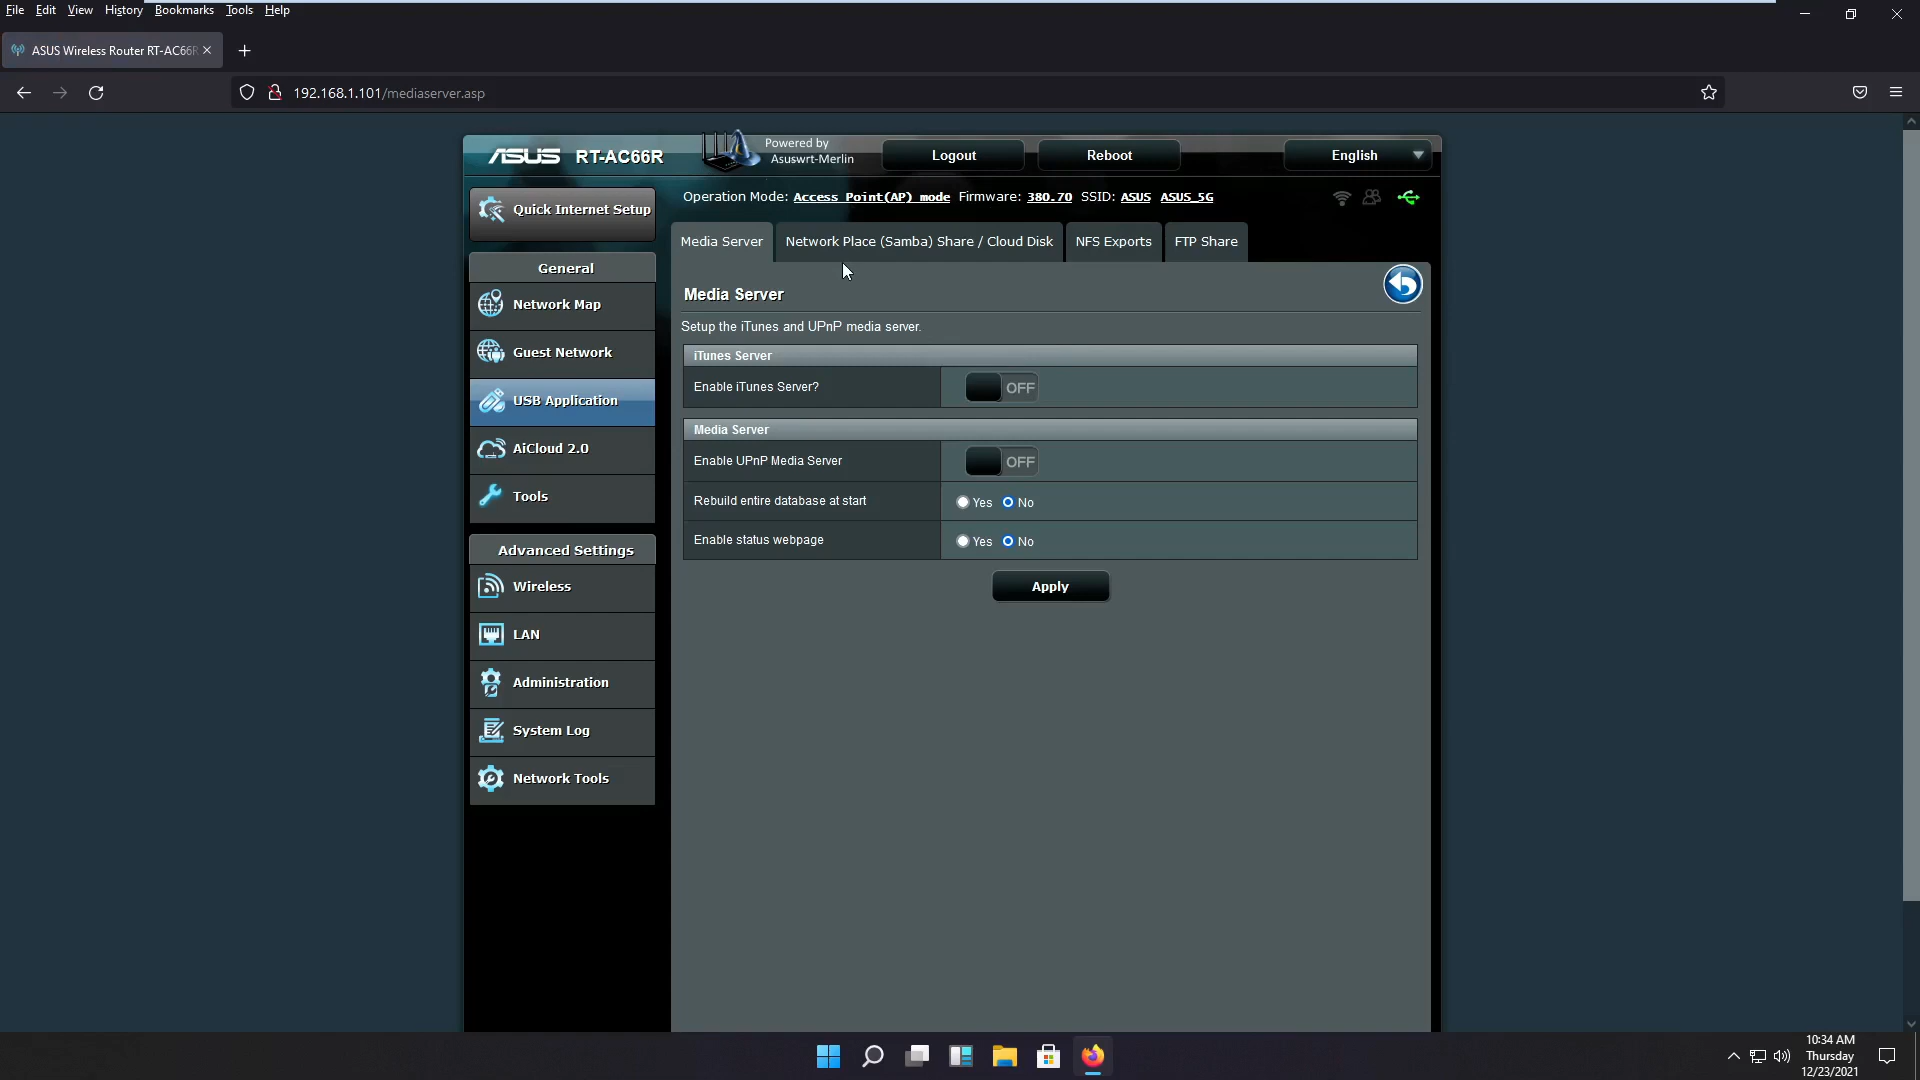 File Edit View History Bookmarks Tools Help
ASUS Wireless Router RT-AC66R
192.168.1.101/mediaserver.asp
ASUS RT-AC66R
Powered by
Asuswrt-Merlin
Logout
Reboot
English
Quick Internet Setup
Operation Mode: Access Point(AP) mode Firmware: 380.70 SSID: ASUS ASUS_5G
Media Server
Network Place (Samba) Share / Cloud Disk
NFS Exports
FTP Share
General
Network Map
Guest Network
USB Application
AiCloud 2.0
Tools
Advanced Settings
Wireless
LAN
Administration
System Log
Network Tools
Media Server
Setup the iTunes and UPnP media server.
iTunes Server
Enable iTunes Server? OFF
Media Server
Enable UPnP Media Server OFF
Rebuild entire database at start Yes No
Enable status webpage Yes No
Apply
10:34 AM
Thursday
12/23/2021